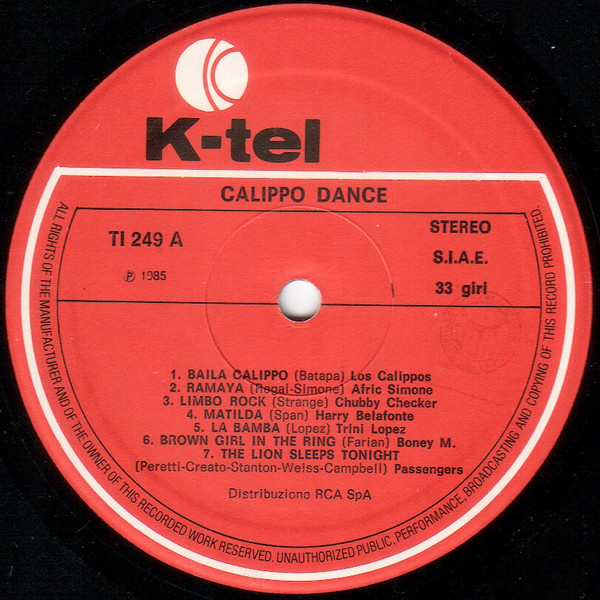 K-tel
CALIPPO DANCE
TI 249 A
STEREO
S.I.A.E.
℗ 1985
33 giri
1. BAILA CALIPPO (Batapa) Los Calippos
2. RAMAYA (Regal-Simone) Afric Simone
3. LIMBO ROCK (Strange) Chubby Checker
4. MATILDA (Span) Harry Belafonte
5. LA BAMBA (Lopez) Trini Lopez
6. BROWN GIRL IN THE RING (Farian) Boney M.
7. THE LION SLEEPS TONIGHT
(Peretti-Creato-Stanton-Weiss-Campbell) Passengers
Distribuzione RCA SpA
ALL RIGHTS OF THE MANUFACTURER AND OF THE OWNER OF THIS RECORDED WORK RESERVED. UNAUTHORIZED PUBLIC. PERFORMANCE, BROADCASTING AND COPYING OF THIS RECORD PROHIBITED.